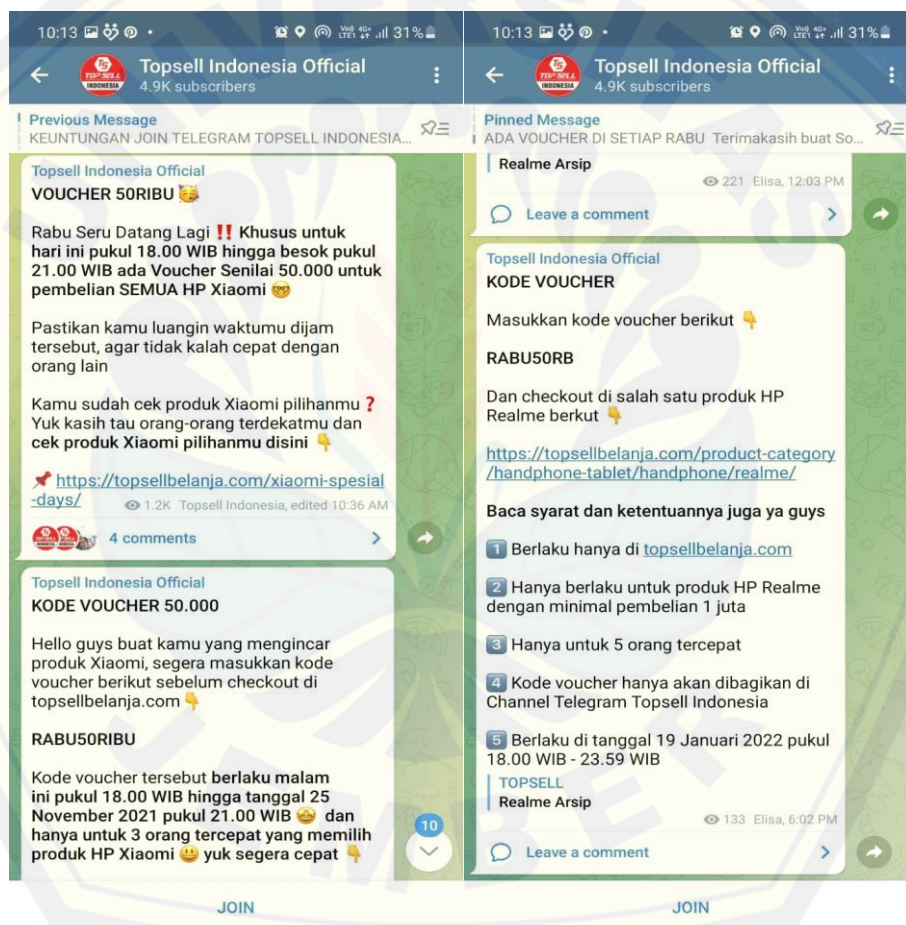 10:13
Vo)) 4G+
LTE1
31%
TS
TOP SELL
INDONESIA
Topsell Indonesia Official
4.9K subscribers
Previous Message
KEUNTUNGAN JOIN TELEGRAM TOPSELL INDONESIA...
Topsell Indonesia Official
VOUCHER 50RIBU 🥳
Rabu Seru Datang Lagi ‼️ Khusus untuk
hari ini pukul 18.00 WIB hingga besok pukul
21.00 WIB ada Voucher Senilai 50.000 untuk
pembelian SEMUA HP Xiaomi 🤓
Pastikan kamu luangin waktumu dijam
tersebut, agar tidak kalah cepat dengan
orang lain
Kamu sudah cek produk Xiaomi pilihanmu ❓
Yuk kasih tau orang-orang terdekatmu dan
cek produk Xiaomi pilihanmu disini 👇
📌 https://topsellbelanja.com/xiaomi-spesial
-days/
1.2K Topsell Indonesia, edited 10:36 AM
4 comments
Topsell Indonesia Official
KODE VOUCHER 50.000
Hello guys buat kamu yang mengincar
produk Xiaomi, segera masukkan kode
voucher berikut sebelum checkout di
topsellbelanja.com 👇
RABU50RIBU
Kode voucher tersebut berlaku malam
ini pukul 18.00 WIB hingga tanggal 25
November 2021 pukul 21.00 WIB 🤩 dan
hanya untuk 3 orang tercepat yang memilih
produk HP Xiaomi 😃 yuk segera cepat 👇
10
JOIN
10:13
Vo)) 4G+
LTE1
31%
TS
TOP SELL
INDONESIA
Topsell Indonesia Official
4.9K subscribers
Pinned Message
ADA VOUCHER DI SETIAP RABU Terimakasih buat So...
Realme Arsip
221 Elisa, 12:03 PM
Leave a comment
Topsell Indonesia Official
KODE VOUCHER
Masukkan kode voucher berikut 👇
RABU50RB
Dan checkout di salah satu produk HP
Realme berkut 👇
https://topsellbelanja.com/product-category
/handphone-tablet/handphone/realme/
Baca syarat dan ketentuannya juga ya guys
1️⃣ Berlaku hanya di topsellbelanja.com
2️⃣ Hanya berlaku untuk produk HP Realme
dengan minimal pembelian 1 juta
3️⃣ Hanya untuk 5 orang tercepat
4️⃣ Kode voucher hanya akan dibagikan di
Channel Telegram Topsell Indonesia
5️⃣ Berlaku di tanggal 19 Januari 2022 pukul
18.00 WIB - 23.59 WIB
TOPSELL
Realme Arsip
133 Elisa, 6:02 PM
Leave a comment
JOIN